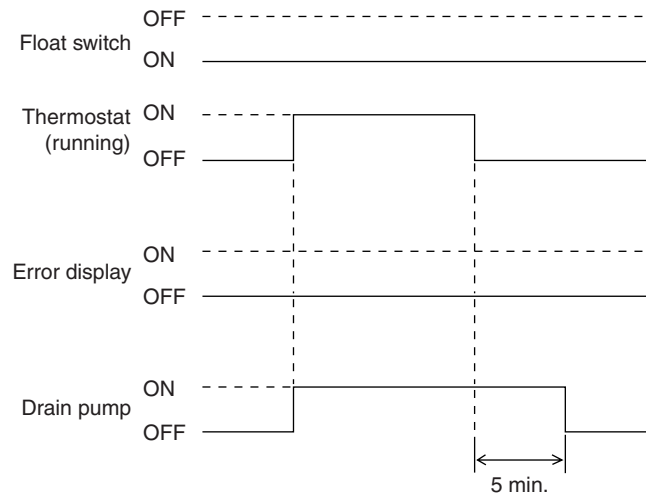 OFF
Float switch
ON
Thermostat ON
(running)
OFF
ON
Error display
OFF
ON
Drain pump
OFF
5 min.